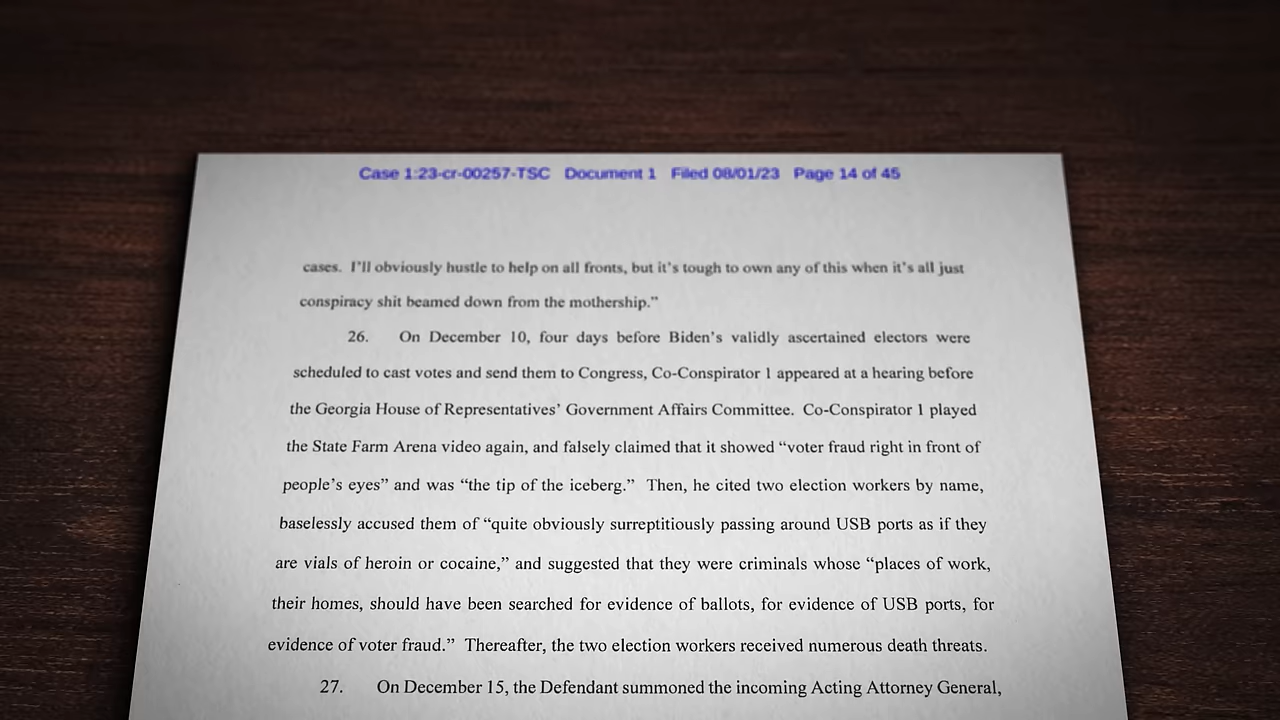 Case 1:23-cr-00257-TSC Document 1 Filed 08/01/23 Page 14 of 45
cases. I’ll obviously hustle to help on all fronts, but it’s tough to own any of this when it’s all just
conspiracy shit beamed down from the mothership.”
26. On December 10, four days before Biden’s validly ascertained electors were
scheduled to cast votes and send them to Congress, Co-Conspirator 1 appeared at a hearing before
the Georgia House of Representatives’ Government Affairs Committee. Co-Conspirator 1 played
the State Farm Arena video again, and falsely claimed that it showed “voter fraud right in front of
people’s eyes” and was “the tip of the iceberg.” Then, he cited two election workers by name,
baselessly accused them of “quite obviously surreptitiously passing around USB ports as if they
are vials of heroin or cocaine,” and suggested that they were criminals whose “places of work,
their homes, should have been searched for evidence of ballots, for evidence of USB ports, for
evidence of voter fraud.” Thereafter, the two election workers received numerous death threats.
27. On December 15, the Defendant summoned the incoming Acting Attorney General,